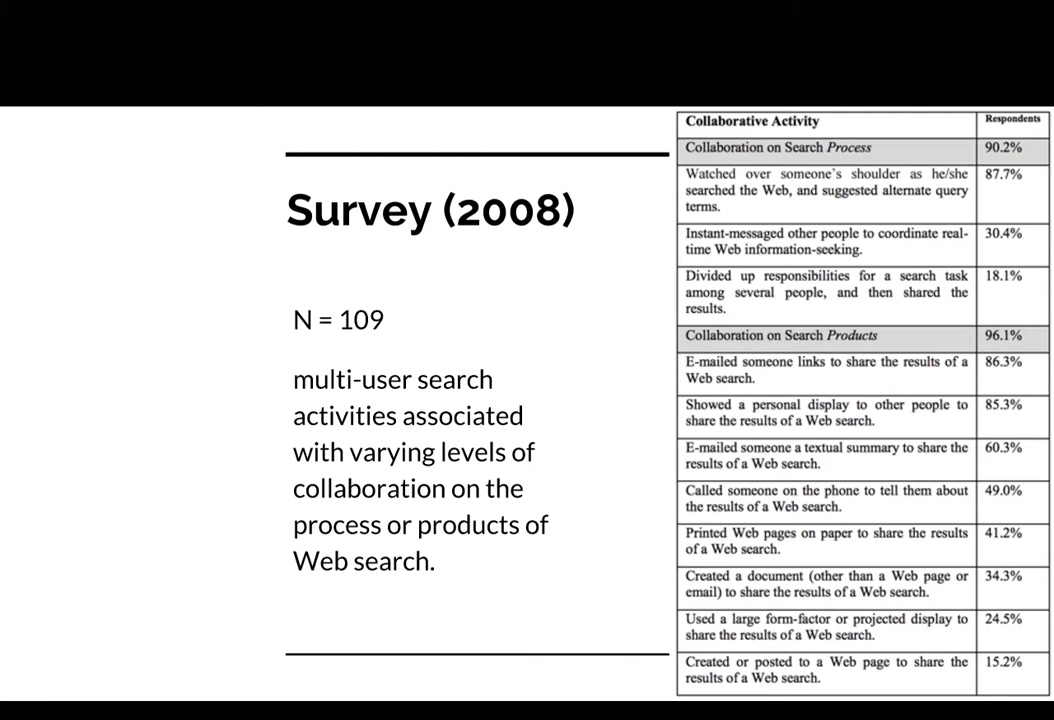 Survey (2008)
N = 109
multi-user search
activities associated
with varying levels of
collaboration on the
process or products of
Web search.
Collaborative Activity Respondents
Collaboration on Search Process 90.2%
Watched over someone's shoulder as he/she 87.7%
searched the Web, and suggested alternate query
terms.
Instant-messaged other people to coordinate real- 30.4%
time Web information-seeking.
Divided up responsibilities for a search task 18.1%
among several people, and then shared the
results.
Collaboration on Search Products 96.1%
E-mailed someone links to share the results of a 86.3%
Web search.
Showed a personal display to other people to 85.3%
share the results of a Web search.
E-mailed someone a textual summary to share the 60.3%
results of a Web search.
Called someone on the phone to tell them about 49.0%
the results of a Web search.
Printed Web pages on paper to share the results 41.2%
of a Web search.
Created a document (other than a Web page or 34.3%
email) to share the results of a Web search.
Used a large form-factor or projected display to 24.5%
share the results of a Web search.
Created or posted to a Web page to share the 15.2%
results of a Web search.